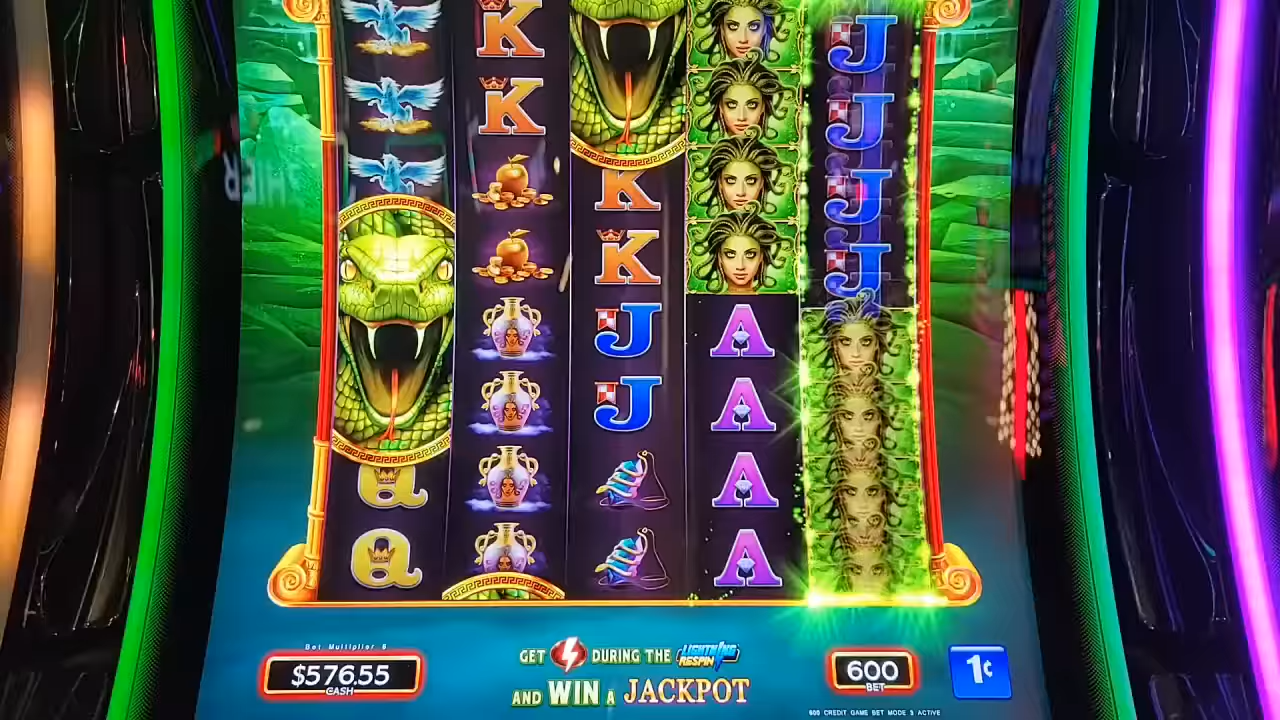 K
J
K
J
K
J
K
J
A
J
A
J
Q
A
Q
A
Bet Multiplier 6
$576.55
CASH
GET DURING THE LIGHTNING RESPIN
AND WIN A JACKPOT
600
BET
1¢
600 CREDIT GAME BET MODE 3 ACTIVE